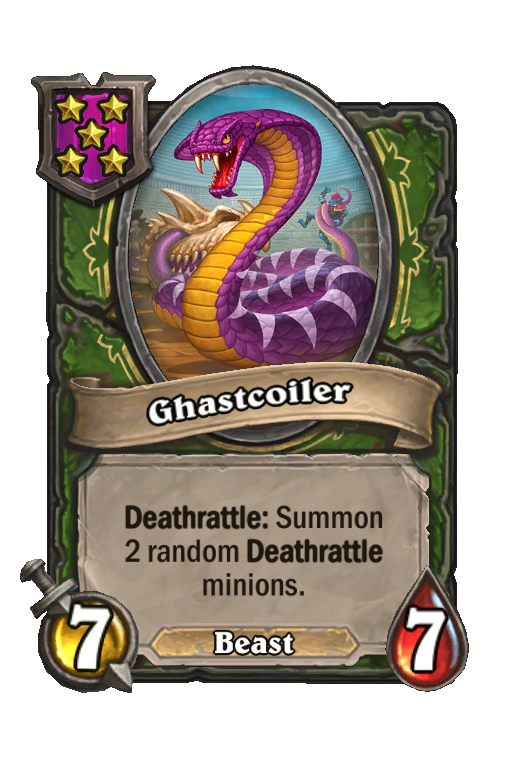 Ghastcoiler
Deathrattle: Summon
2 random Deathrattle
minions.
7
Beast
7